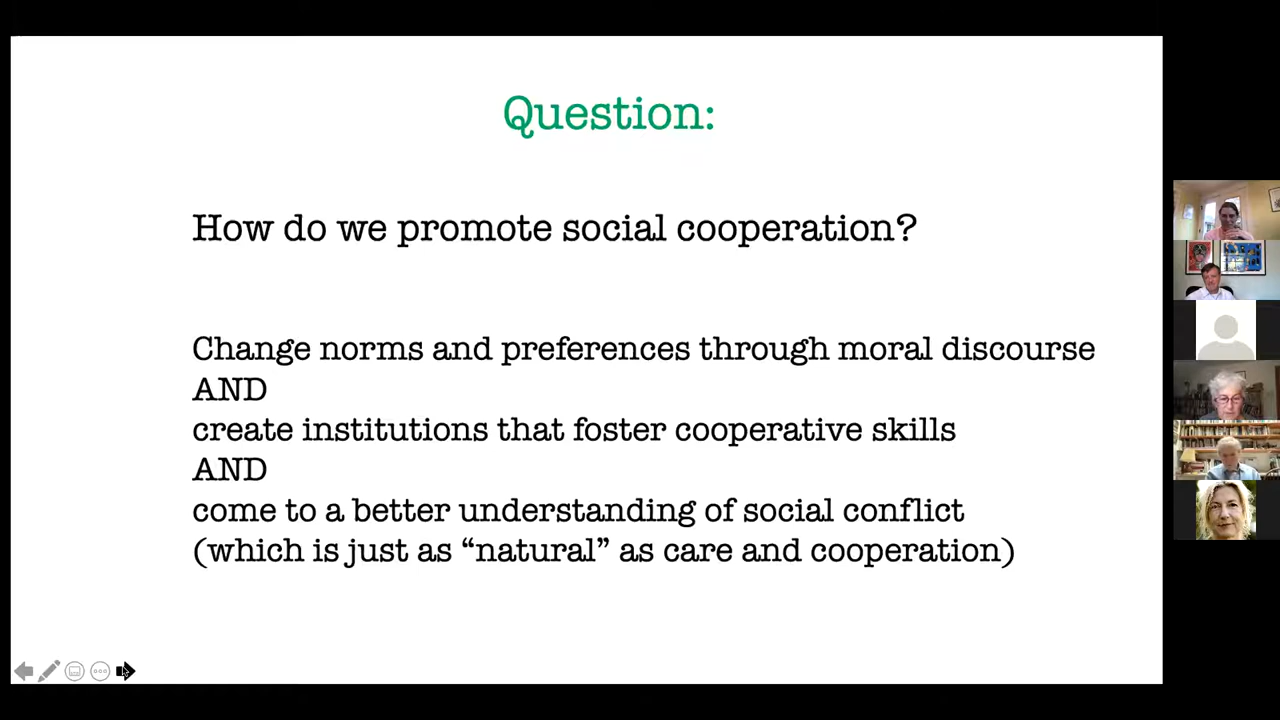 Question:
How do we promote social cooperation?
Change norms and preferences through moral discourse
AND
create institutions that foster cooperative skills
AND
come to a better understanding of social conflict
(which is just as “natural” as care and cooperation)